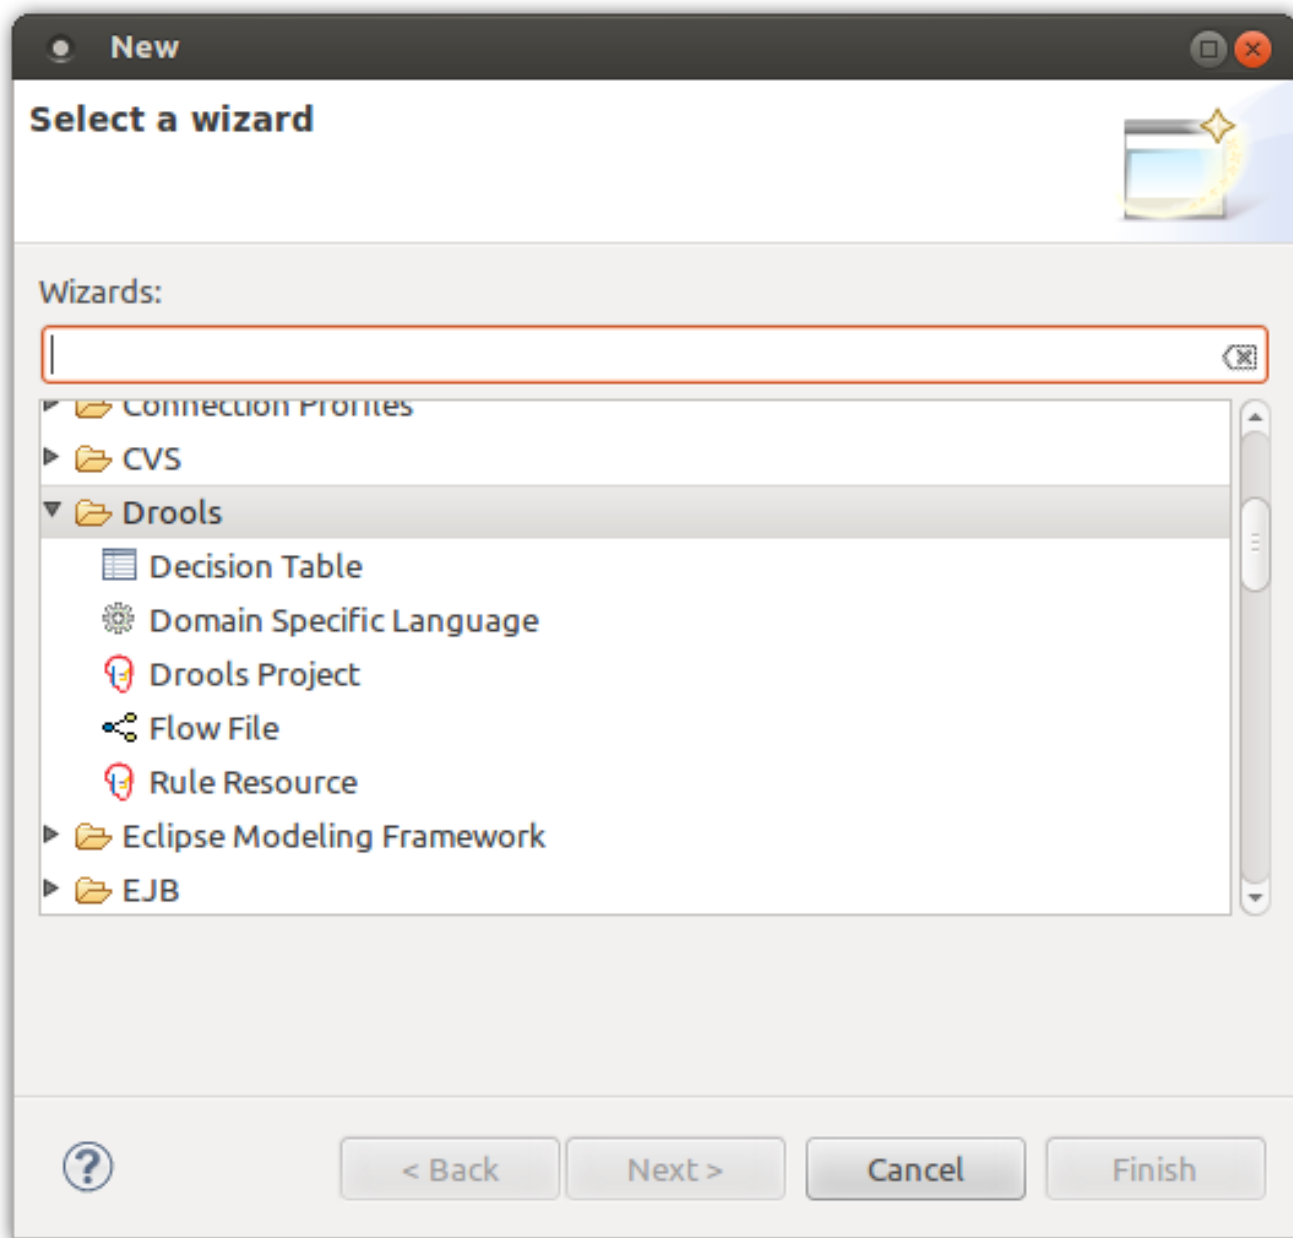 New
Select a wizard
Wizards:
Connection Profiles
CVS
Drools
Decision Table
Domain Specific Language
Drools Project
Flow File
Rule Resource
Eclipse Modeling Framework
EJB
< Back
Next >
Cancel
Finish